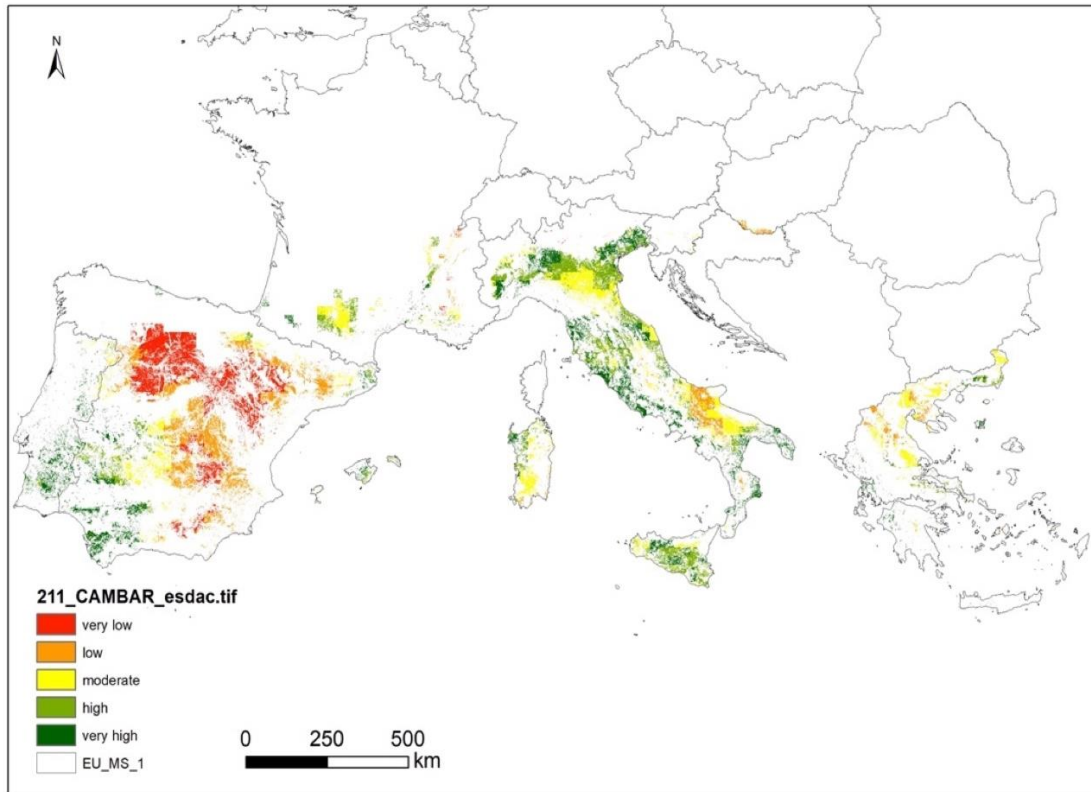 N
211_CAMBAR_esdac.tif
very low
low
moderate
high
very high
EU_MS_1
0 250 500
km